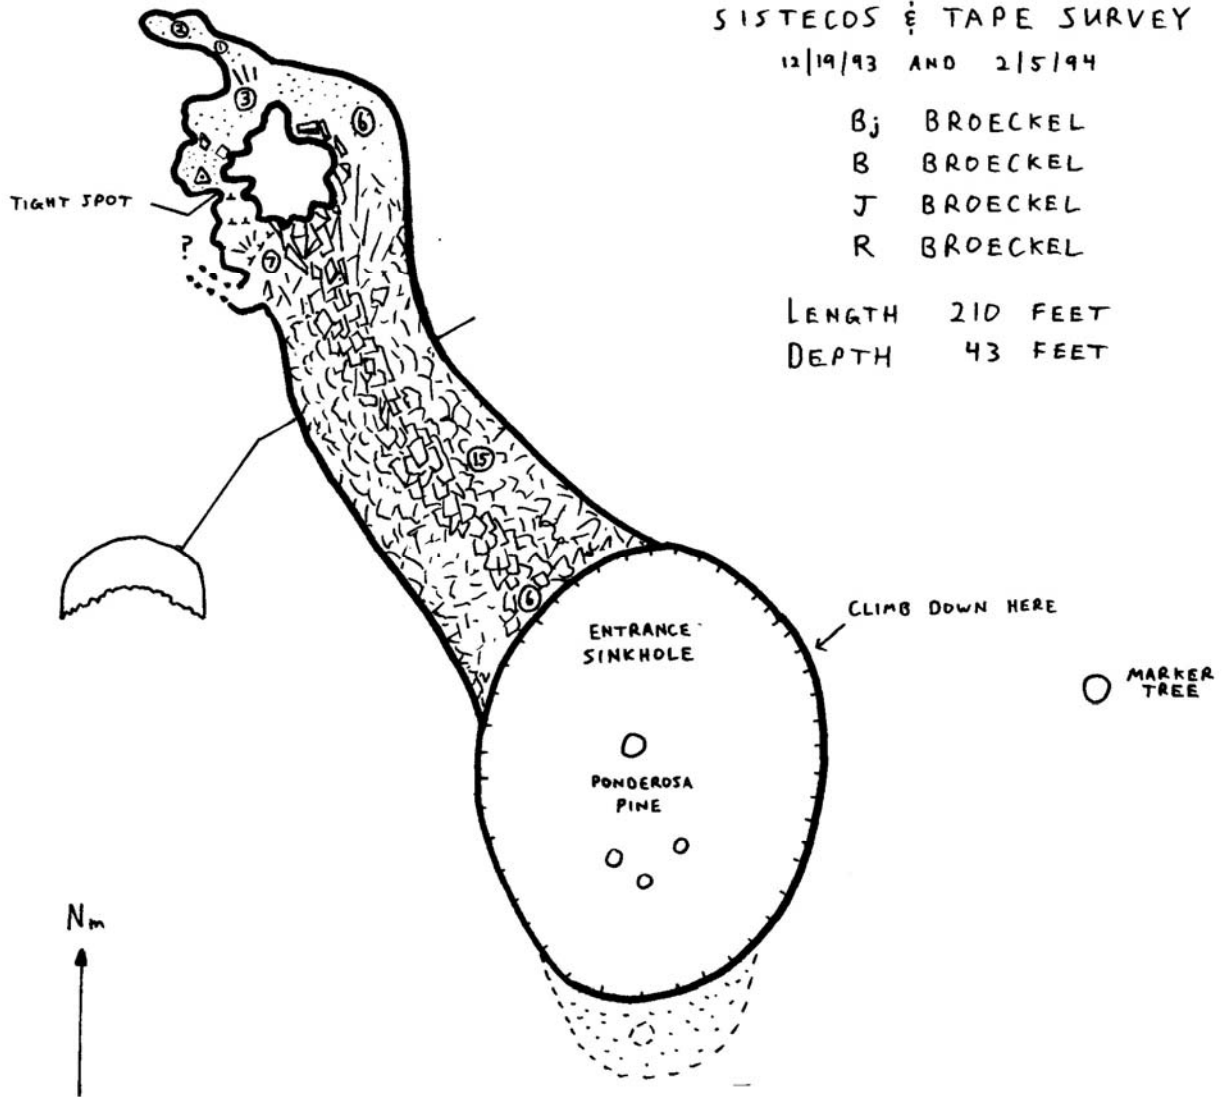 SISTECOS & TAPE SURVEY
12/19/93 AND 2/5/94
Bj BROECKEL
B BROECKEL
J BROECKEL
R BROECKEL
LENGTH 210 FEET
DEPTH 43 FEET
2
1
3
6
TIGHT SPOT
?
7
15
6
CLIMB DOWN HERE
ENTRANCE
SINKHOLE
MARKER
TREE
PONDEROSA
PINE
Nm